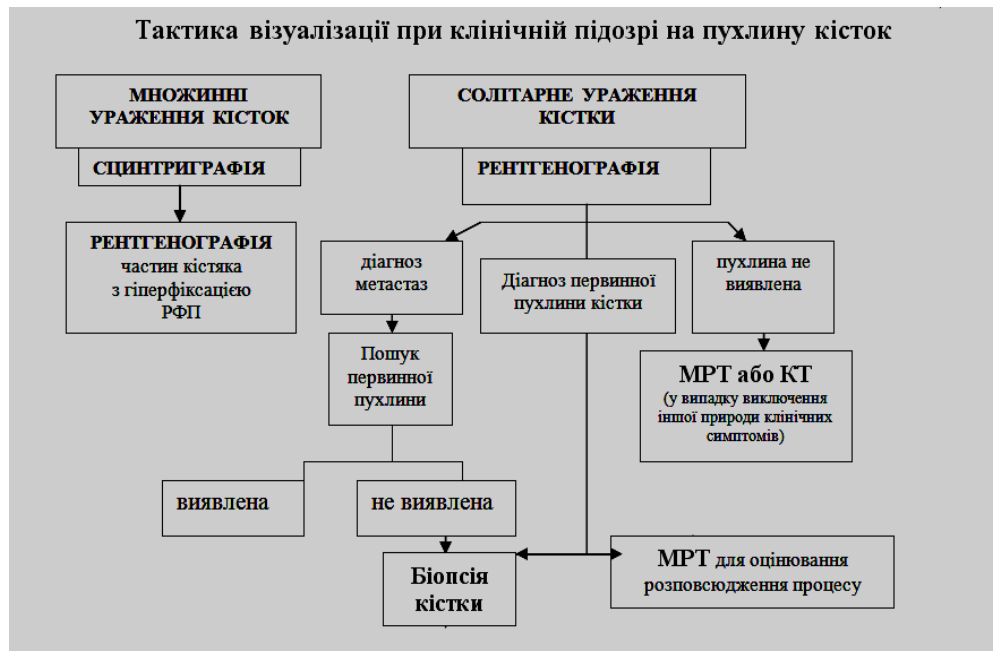 Тактика візуалізації при клінічній підозрі на пухлину кісток
МНОЖИННІ
УРАЖЕННЯ КІСТОК
СЦИНТРИГРАФІЯ
РЕНТГЕНОГРАФІЯ
частин кістяка
з гіперфіксацією
РФП
СОЛІТАРНЕ УРАЖЕННЯ
КІСТКИ
РЕНТГЕНОГРАФІЯ
діагноз
метастаз
Діагноз первинної
пухлини кістки
пухлина не
виявлена
Пошук
первинної
пухлини
МРТ або КТ
(у випадку виключення
іншої природи клінічних
симптомів)
виявлена
не виявлена
Біопсія
кістки
МРТ для оцінювання
розповсюдження процесу